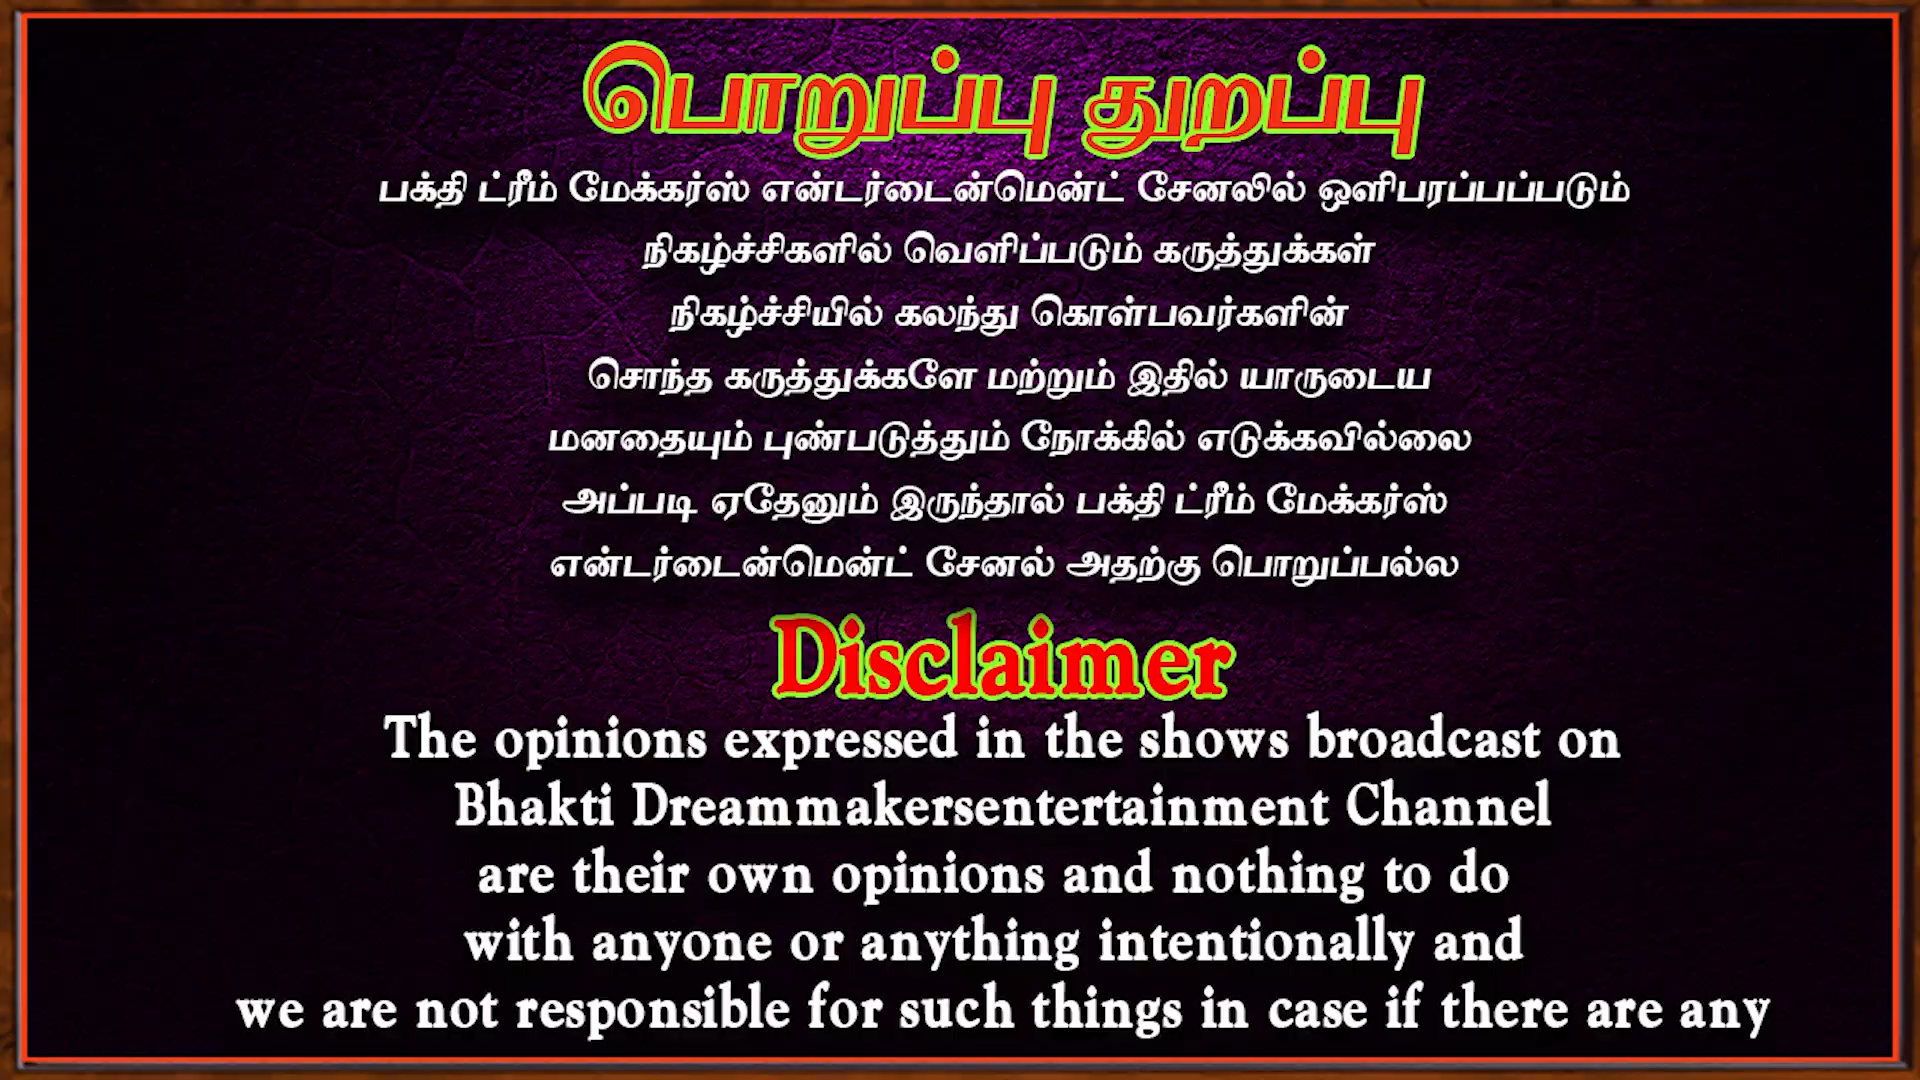 பொறுப்பு துறப்பு
பக்தி ட்ரீம் மேக்கர்ஸ் என்டர்டைன்மென்ட் சேனலில் ஒளிபரப்பப்படும்
நிகழ்ச்சிகளில் வெளிப்படும் கருத்துக்கள்
நிகழ்ச்சியில் கலந்து கொள்பவர்களின்
சொந்த கருத்துக்களே மற்றும் இதில் யாருடைய
மனதையும் புண்படுத்தும் நோக்கில் எடுக்கவில்லை
அப்படி ஏதேனும் இருந்தால் பக்தி ட்ரீம் மேக்கர்ஸ்
என்டர்டைன்மென்ட் சேனல் அதற்கு பொறுப்பல்ல
Disclaimer
The opinions expressed in the shows broadcast on
Bhakti Dreammakersentertainment Channel
are their own opinions and nothing to do
with anyone or anything intentionally and
we are not responsible for such things in case if there are any